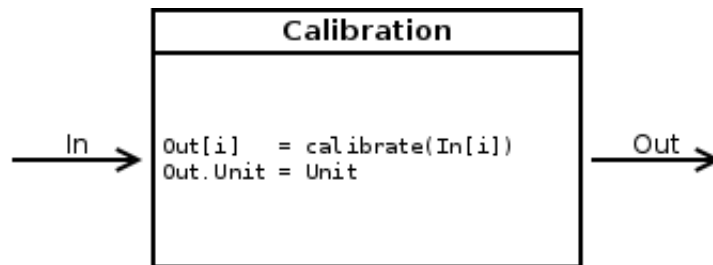 Calibration
In
Out[i]   = calibrate(In[i])
Out.Unit = Unit
Out